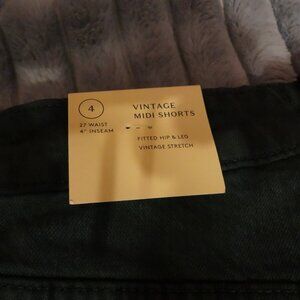 4
27 WAIST
4" INSEAM
VINTAGE
MIDI SHORTS
FITTED HIP & LEG
VINTAGE STRETCH